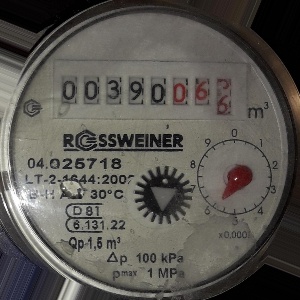 00390066
m³
ROSSWEINER
04.025718
LT-2-1644:2002
B-H A 30°C
D 81
6.131.22
Qp-1,5 m³
Δp 100 kPa
pmax 1 MPa
9 0 1 2 3 4 5 6 7 8
x0,0001